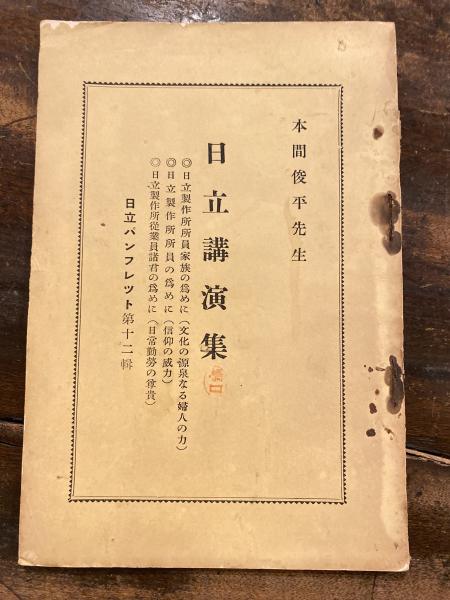 本間俊平先生
日立講演集
◎日立製作所所員家族の爲めに(文化の源泉なる婦人の力)
◎日立製作所所員の爲めに(信仰の威力)
◎日立製作所從業員諸君の爲めに(日常勤勞の尊貴)
日立パンフレツト第十二輯